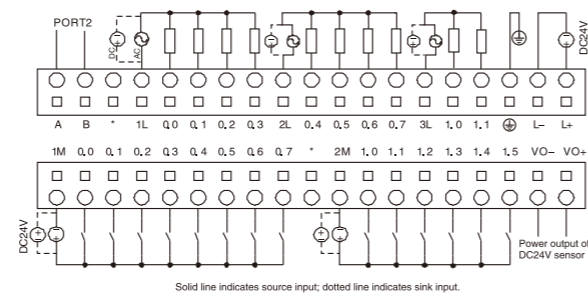 PORT2
DC
AC
DC24V
A B * 1L 0.0 0.1 0.2 0.3 2L 0.4 0.5 0.6 0.7 3L 1.0 1.1 L− L+
1M 0.0 0.1 0.2 0.3 0.4 0.5 0.6 0.7 * 2M 1.0 1.1 1.2 1.3 1.4 1.5 VO− VO+
DC24V
DC24V
Power output of
DC24V sensor
Solid line indicates source input; dotted line indicates sink input.